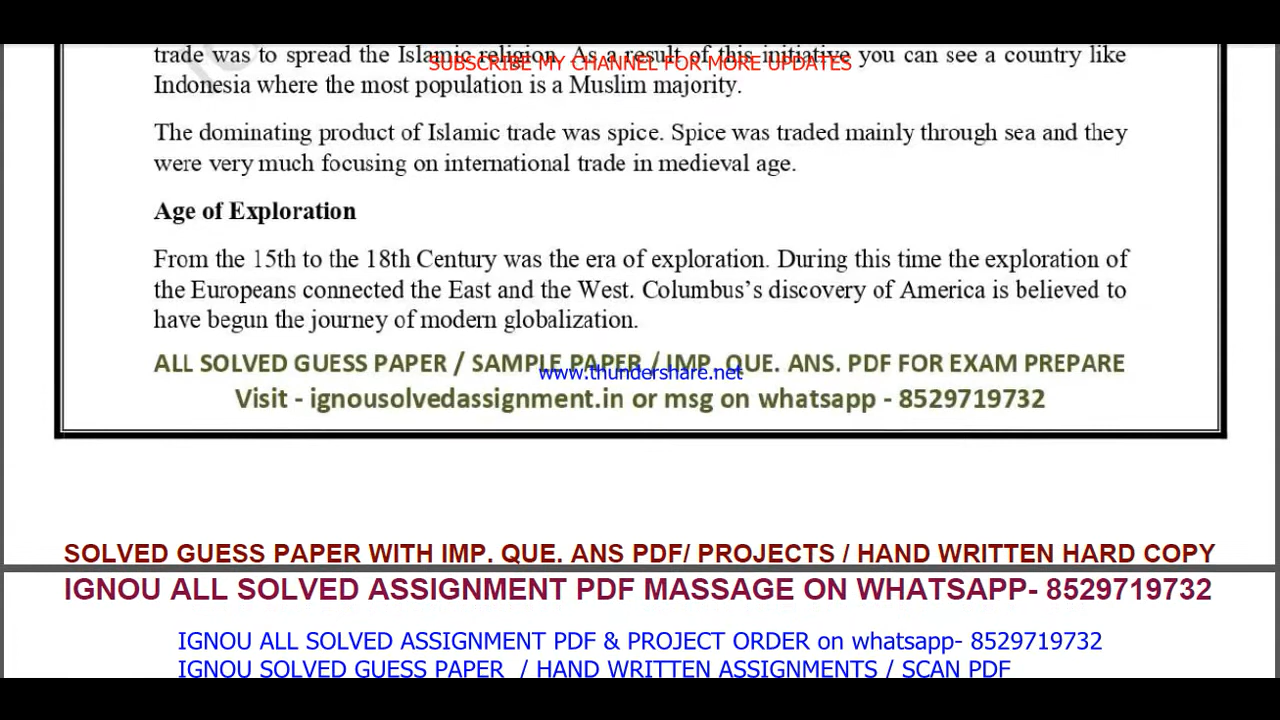 trade was to spread the Islamic religion. As a result of this initiative you can see a country like
SUBSCRIBE MY CHANNEL FOR MORE UPDATES
Indonesia where the most population is a Muslim majority.
The dominating product of Islamic trade was spice. Spice was traded mainly through sea and they
were very much focusing on international trade in medieval age.
Age of Exploration
From the 15th to the 18th Century was the era of exploration. During this time the exploration of
the Europeans connected the East and the West. Columbus’s discovery of America is believed to
have begun the journey of modern globalization.
ALL SOLVED GUESS PAPER / SAMPLE PAPER / IMP. QUE. ANS. PDF FOR EXAM PREPARE
www.thundershare.net
Visit - ignousolvedassignment.in or msg on whatsapp - 8529719732
SOLVED GUESS PAPER WITH IMP. QUE. ANS PDF/ PROJECTS / HAND WRITTEN HARD COPY
IGNOU ALL SOLVED ASSIGNMENT PDF MASSAGE ON WHATSAPP- 8529719732
IGNOU ALL SOLVED ASSIGNMENT PDF & PROJECT ORDER on whatsapp- 8529719732
IGNOU SOLVED GUESS PAPER / HAND WRITTEN ASSIGNMENTS / SCAN PDF